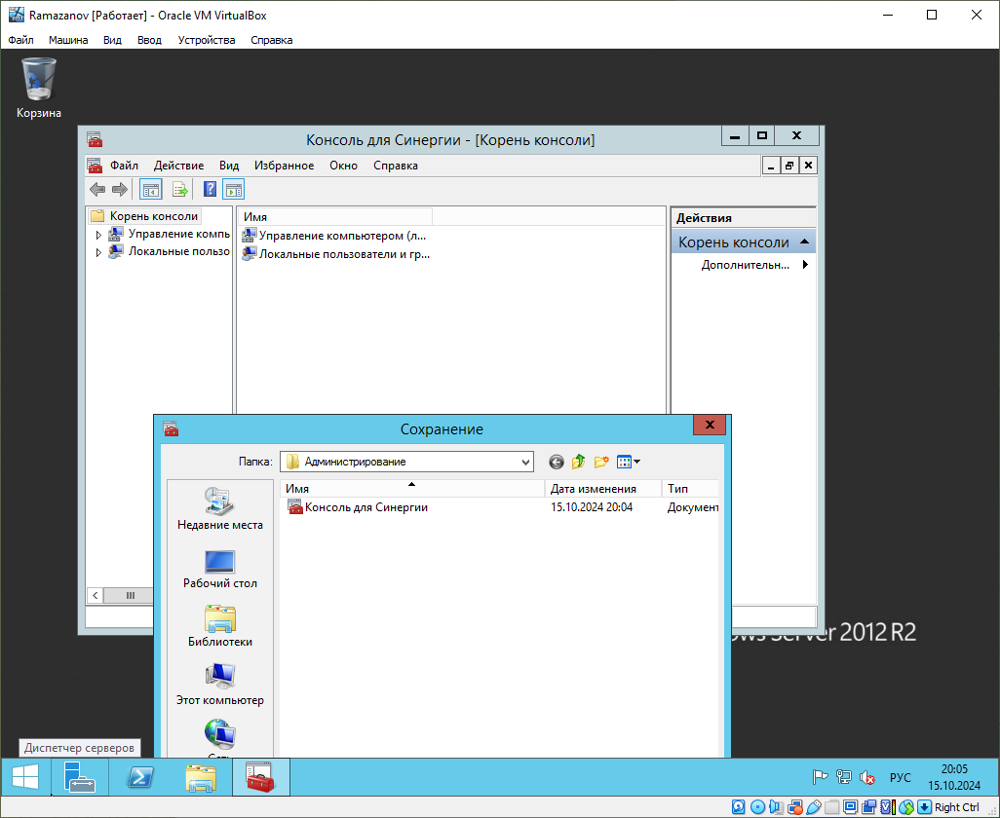 Ramazanov [Работает] - Oracle VM VirtualBox
Файл Машина Вид Ввод Устройства Справка
Корзина
Консоль для Синергии - [Корень консоли]
Файл Действие Вид Избранное Окно Справка
Корень консоли
Управление компь
Локальные пользо
Имя
Управление компьютером (л...
Локальные пользователи и гр...
Действия
Корень консоли
Дополнительн...
Сохранение
Папка: Администрирование
Имя Дата изменения Тип
Консоль для Синергии 15.10.2024 20:04 Документ
Недавние места
Рабочий стол
Библиотеки
Этот компьютер
Server 2012 R2
Диспетчер серверов
РУС
20:05
15.10.2024
Right Ctrl